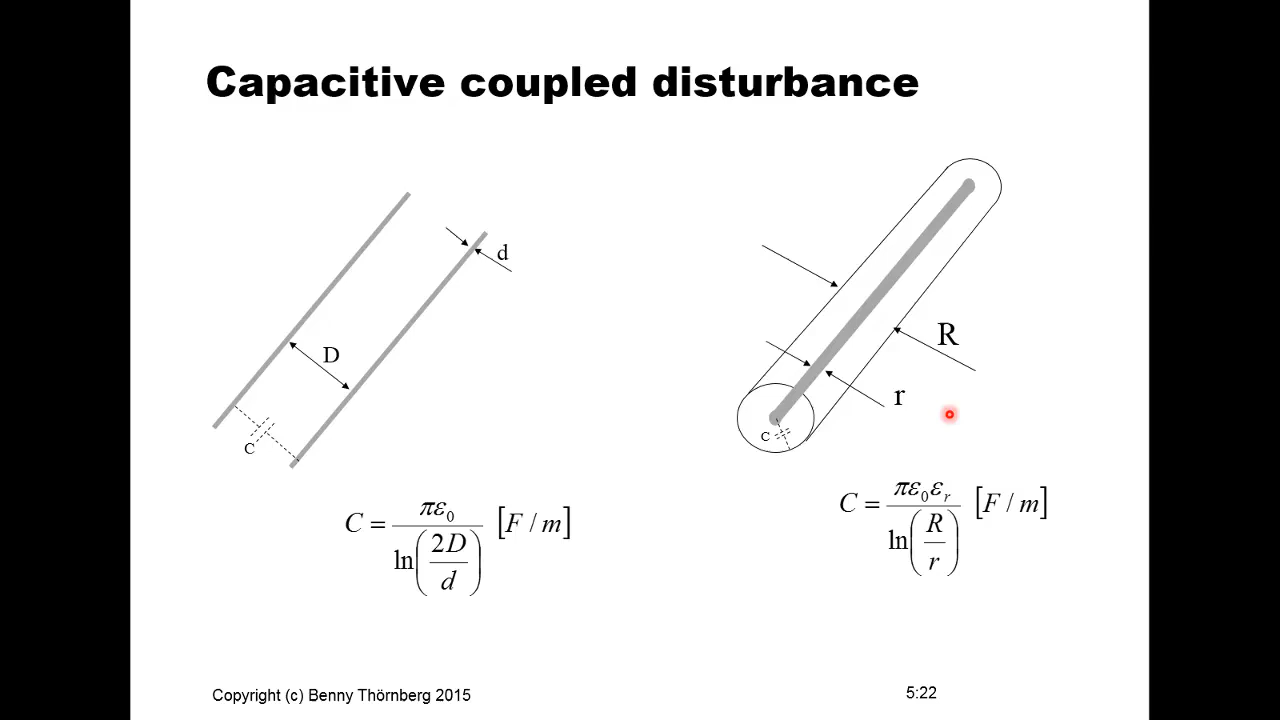 Capacitive coupled disturbance
d
D
C
R
r
C
C = πε₀ / ln(2D/d) [F / m]
C = πε₀εᵣ / ln(R/r) [F / m]
Copyright (c) Benny Thörnberg 2015
5:22